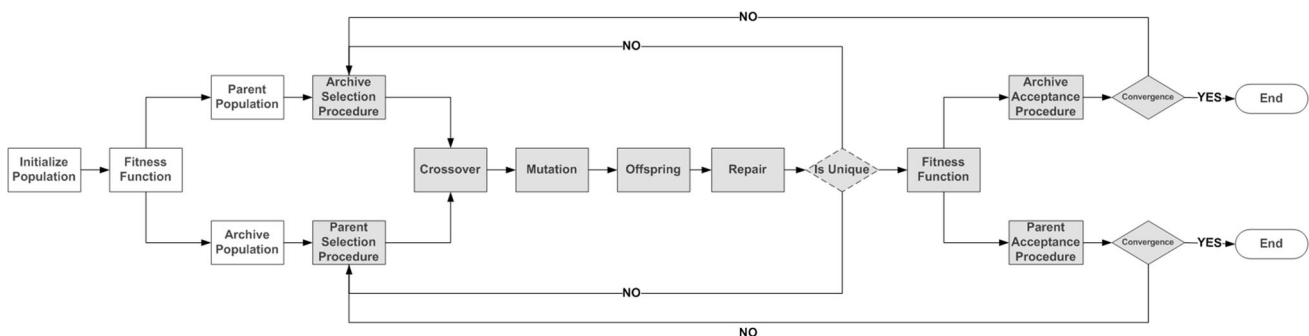 NO
NO
Parent
Population
Archive
Selection
Procedure
Archive
Acceptance
Procedure
Convergence
YES
End
Initialize
Population
Fitness
Function
Crossover
Mutation
Offspring
Repair
Is Unique
Fitness
Function
Archive
Population
Parent
Selection
Procedure
Parent
Acceptance
Procedure
Convergence
YES
End
NO
NO